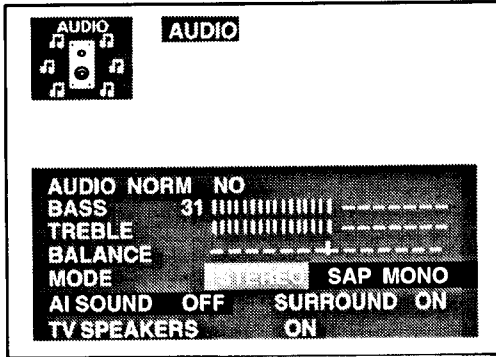 AUDIO
AUDIO
AUDIO NORM NO
BASS 31
TREBLE
BALANCE
MODE STEREO SAP MONO
AI SOUND OFF SURROUND ON
TV SPEAKERS ON